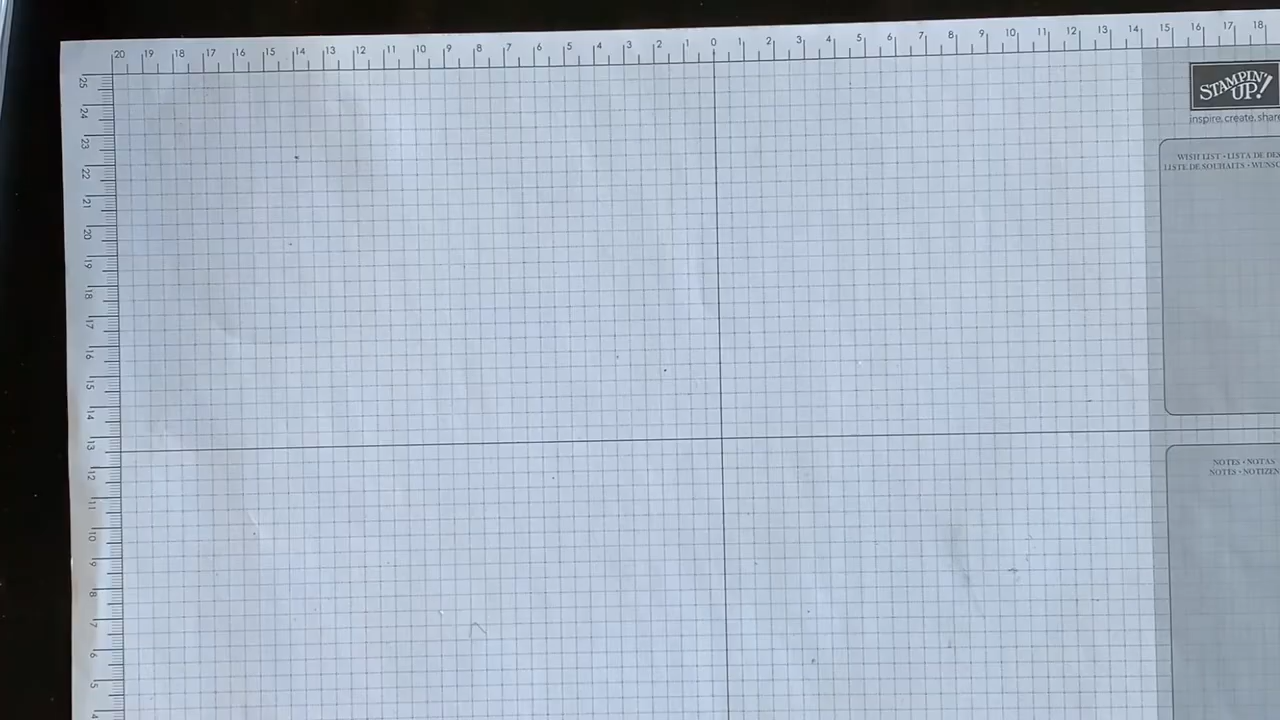 20 19 18 17 16 15 14 13 12 11 10 9 8 7 6 5 4 3 2 1 0 1 2 3 4 5 6 7 8 9 10 11 12 13 14 15 16 17 18
25
24
23
22
21
20
19
18
17
16
15
14
13
12
11
10
9
8
7
6
5
4
STAMPIN'
UP!
inspire.create.share
WISH LIST • LISTA DE
LISTE DE SOUHAITS •
NOTES • NOTAS
NOTES • NOTIZEN